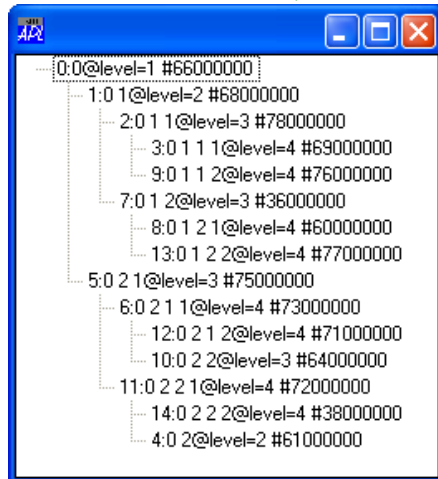 APL
0:0@level=1 #66000000
1:0 1@level=2 #68000000
2:0 1 1@level=3 #78000000
3:0 1 1 1@level=4 #69000000
9:0 1 1 2@level=4 #76000000
7:0 1 2@level=3 #36000000
8:0 1 2 1@level=4 #60000000
13:0 1 2 2@level=4 #77000000
5:0 2 1@level=3 #75000000
6:0 2 1 1@level=4 #73000000
12:0 2 1 2@level=4 #71000000
10:0 2 2@level=3 #64000000
11:0 2 2 1@level=4 #72000000
14:0 2 2 2@level=4 #38000000
4:0 2@level=2 #61000000